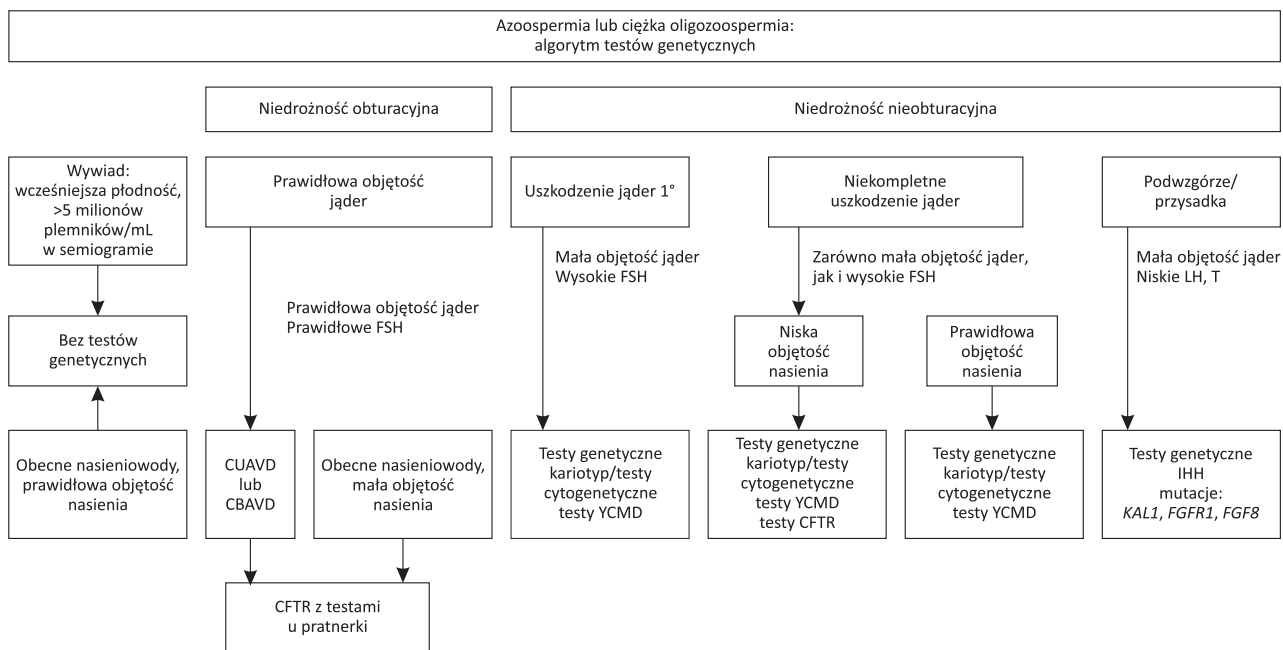 Azoospermia lub ciężka oligozoospermia:
algorytm testów genetycznych
Niedrożność obturacyjna
Niedrożność nieobturacyjna
Wywiad:
wcześniejsza płodność,
>5 milionów
plemników/mL
w semiogramie
Prawidłowa objętość
jąder
Uszkodzenie jąder 1°
Niekompletne
uszkodzenie jąder
Podwzgórze/
przysadka
Mała objętość jąder
Wysokie FSH
Zarówno mała objętość jąder,
jak i wysokie FSH
Mała objętość jąder
Niskie LH, T
Prawidłowa objętość jąder
Prawidłowe FSH
Bez testów
genetycznych
Niska
objętość
nasienia
Prawidłowa
objętość
nasienia
Obecne nasieniowody,
prawidłowa objętość
nasienia
CUAVD
lub
CBAVD
Obecne nasieniowody,
mała objętość
nasienia
Testy genetyczne
kariotyp/testy
cytogenetyczne
testy YCMD
Testy genetyczne
kariotyp/testy
cytogenetyczne
testy YCMD
testy CFTR
Testy genetyczne
kariotyp/testy
cytogenetyczne
testy YCMD
Testy genetyczne
IHH
mutacje:
KAL1, FGFR1, FGF8
CFTR z testami
u pratnerki